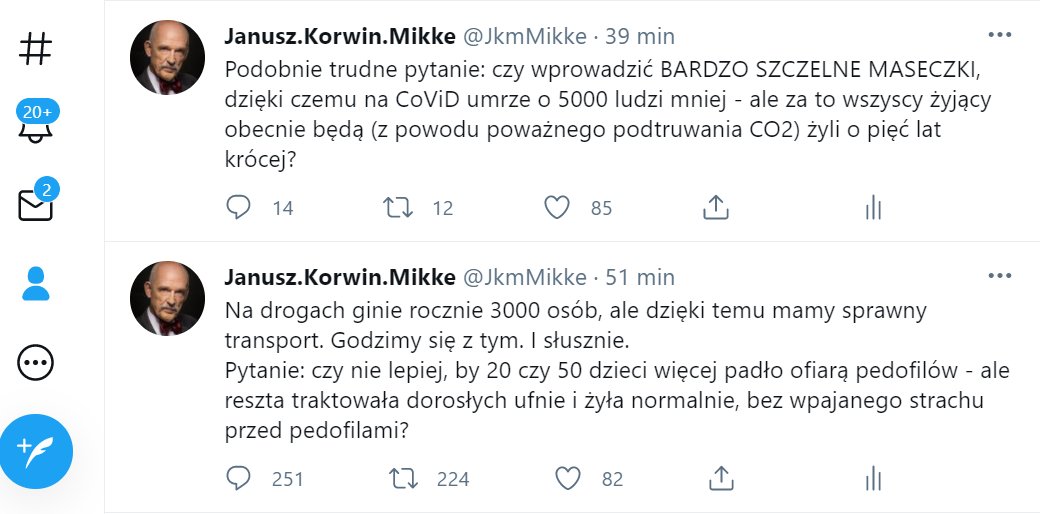 Janusz.Korwin.Mikke @JkmMikke · 39 min
Podobnie trudne pytanie: czy wprowadzić BARDZO SZCZELNE MASECZKI,
dzięki czemu na CoViD umrze o 5000 ludzi mniej - ale za to wszyscy żyjący
obecnie będą (z powodu poważnego podtruwania CO2) żyli o pięć lat
krócej?
20+
2
14 12 85
Janusz.Korwin.Mikke @JkmMikke · 51 min
Na drogach ginie rocznie 3000 osób, ale dzięki temu mamy sprawny
transport. Godzimy się z tym. I słusznie.
Pytanie: czy nie lepiej, by 20 czy 50 dzieci więcej padło ofiarą pedofilów - ale
reszta traktowała dorosłych ufnie i żyła normalnie, bez wpajanego strachu
przed pedofilami?
251 224 82